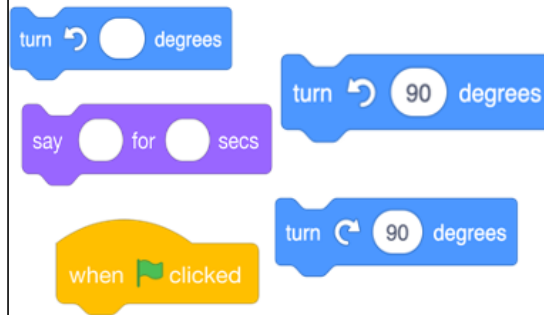 turn degrees
turn 90 degrees
say for secs
turn 90 degrees
when clicked